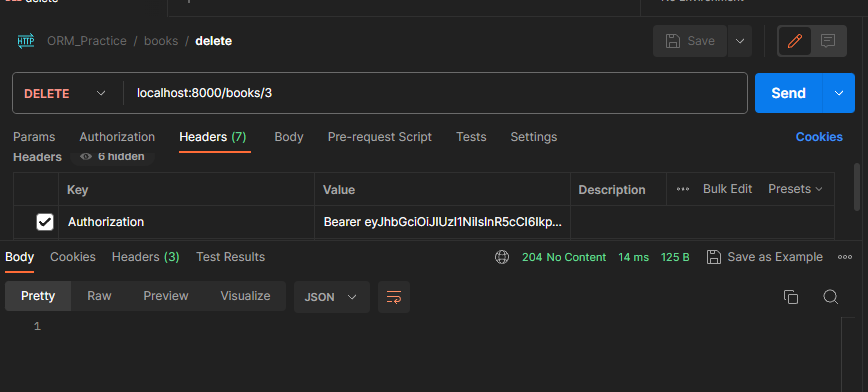 delete
HTTP ORM_Practice / books / delete Save
DELETE localhost:8000/books/3 Send
Params Authorization Headers (7) Body Pre-request Script Tests Settings Cookies
Headers 6 hidden
Key Value Description Bulk Edit Presets
Authorization Bearer eyJhbGciOiJIUzI1NiIsInR5cCI6Ikp...
Body Cookies Headers (3) Test Results 204 No Content 14 ms 125 B Save as Example
Pretty Raw Preview Visualize JSON
1